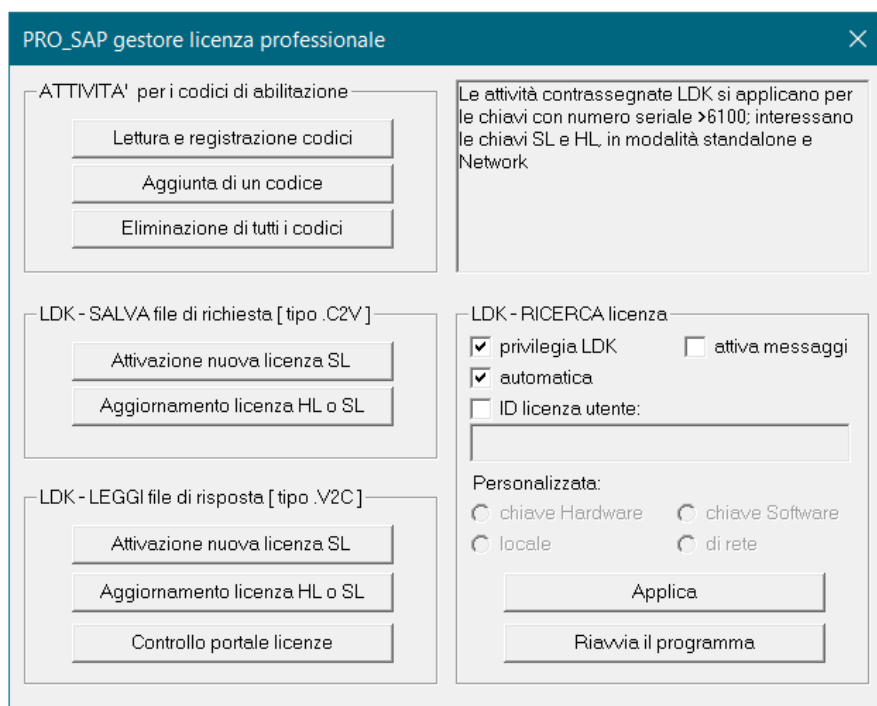 PRO_SAP gestore licenza professionale
ATTIVITA' per i codici di abilitazione
Lettura e registrazione codici
Aggiunta di un codice
Eliminazione di tutti i codici
Le attività contrassegnate LDK si applicano per
le chiavi con numero seriale >6100; interessano
le chiavi SL e HL, in modalità standalone e
Network
LDK - SALVA file di richiesta [ tipo .C2V ]
Attivazione nuova licenza SL
Aggiornamento licenza HL o SL
LDK - LEGGI file di risposta [ tipo .V2C ]
Attivazione nuova licenza SL
Aggiornamento licenza HL o SL
Controllo portale licenze
LDK - RICERCA licenza
privilegia LDK
attiva messaggi
automatica
ID licenza utente:
Personalizzata:
chiave Hardware
chiave Software
locale
di rete
Applica
Riavvia il programma